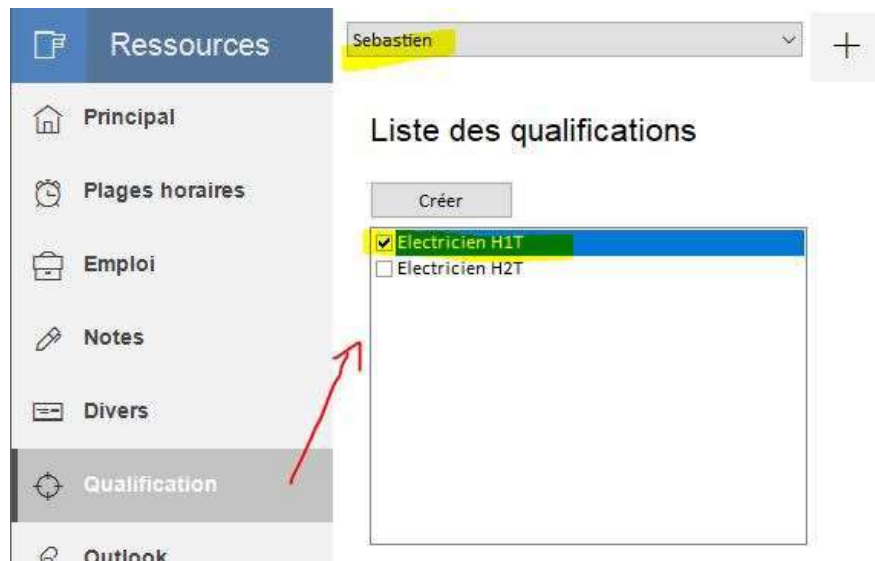 Ressources
Sebastien
Principal
Liste des qualifications
Plages horaires
Créer
Electricien H1T
Emploi
Electricien H2T
Notes
Divers
Qualification
Outlook